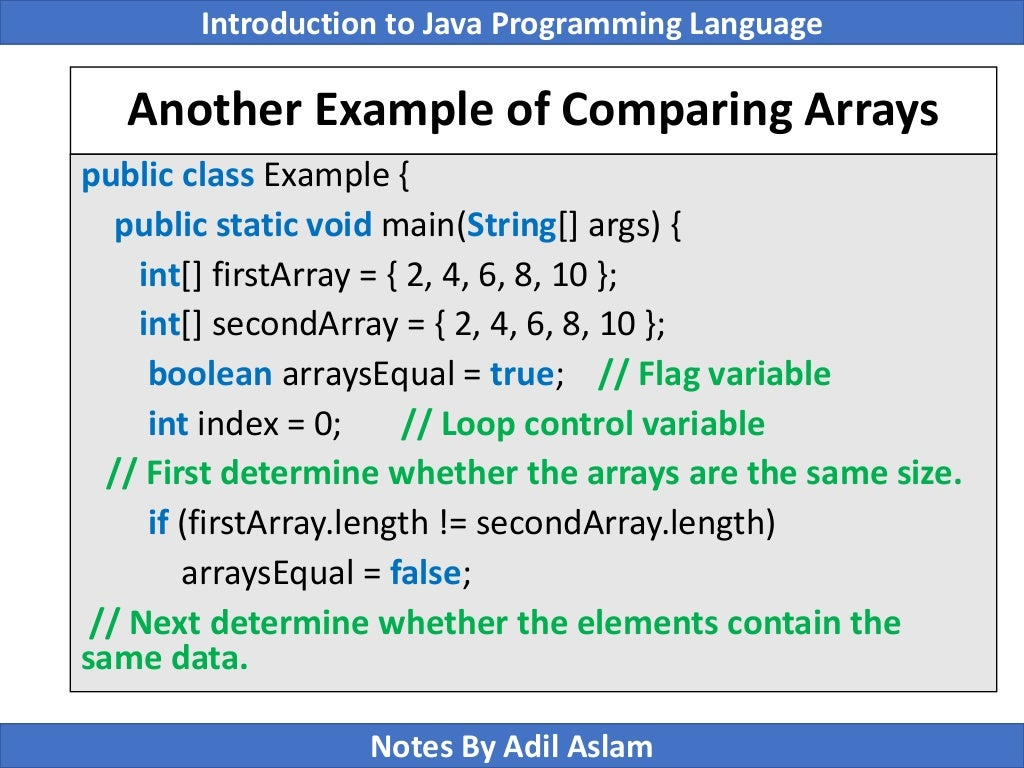 Introduction to Java Programming Language
Another Example of Comparing Arrays
public class Example {
public static void main(String[] args) {
int[] firstArray = { 2, 4, 6, 8, 10 };
int[] secondArray = { 2, 4, 6, 8, 10 };
boolean arraysEqual = true; // Flag variable
int index = 0; // Loop control variable
// First determine whether the arrays are the same size.
if (firstArray.length != secondArray.length)
arraysEqual = false;
// Next determine whether the elements contain the
same data.
Notes By Adil Aslam